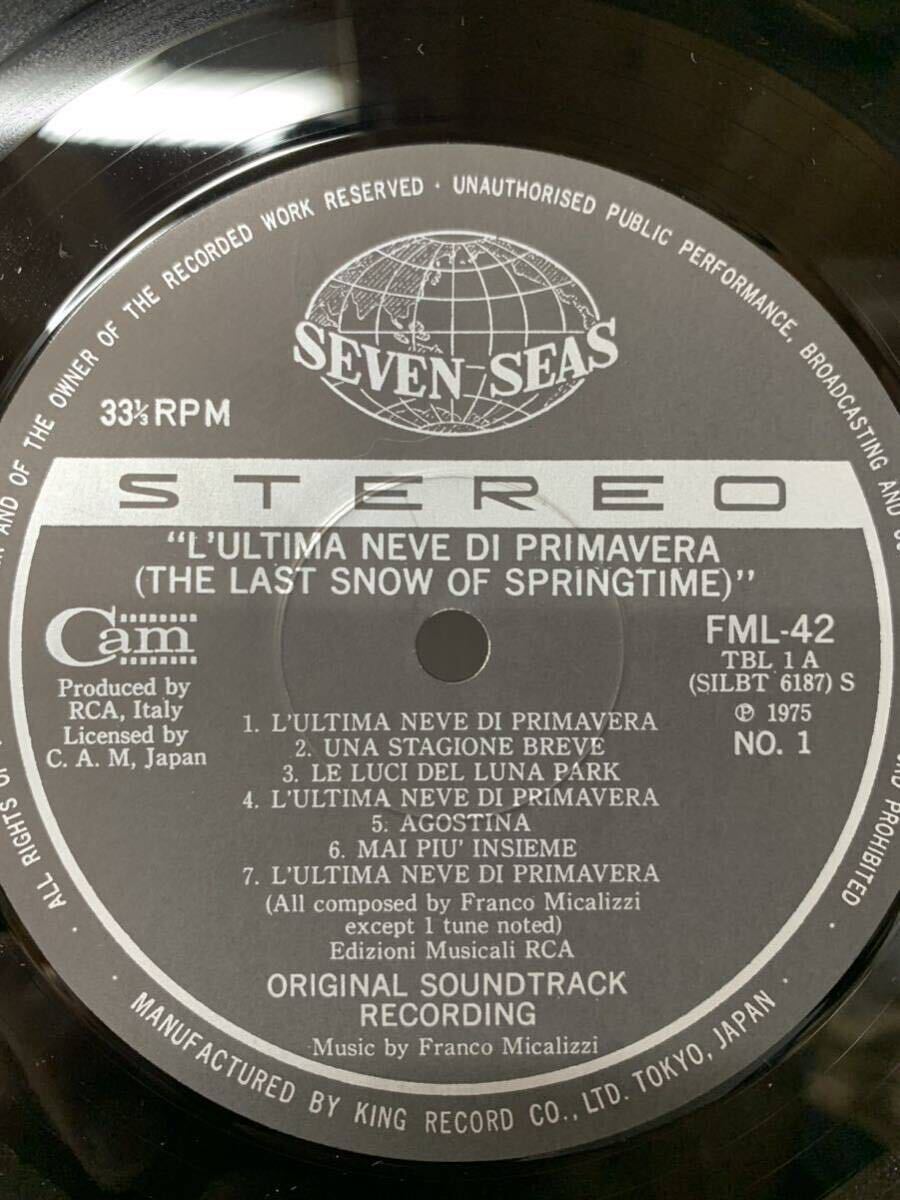 ALL RIGHTS
AND OF THE OWNER OF THE RECORDED WORK RESERVED · UNAUTHORISED PUBLIC PERFORMANCE, BROADCASTING AND
PROHIBITED
SEVEN SEAS
33⅓ RPM
STEREO
"L'ULTIMA NEVE DI PRIMAVERA
(THE LAST SNOW OF SPRINGTIME)"
Cam
Produced by
RCA, Italy
Licensed by
C. A. M, Japan
FML-42
TBL 1 A
(SILBT 6187) S
℗ 1975
NO. 1
1. L'ULTIMA NEVE DI PRIMAVERA
2. UNA STAGIONE BREVE
3. LE LUCI DEL LUNA PARK
4. L'ULTIMA NEVE DI PRIMAVERA
5. AGOSTINA
6. MAI PIU' INSIEME
7. L'ULTIMA NEVE DI PRIMAVERA
(All composed by Franco Micalizzi
except 1 tune noted)
Edizioni Musicali RCA
ORIGINAL SOUNDTRACK
RECORDING
Music by Franco Micalizzi
MANUFACTURED BY KING RECORD CO., LTD. TOKYO, JAPAN